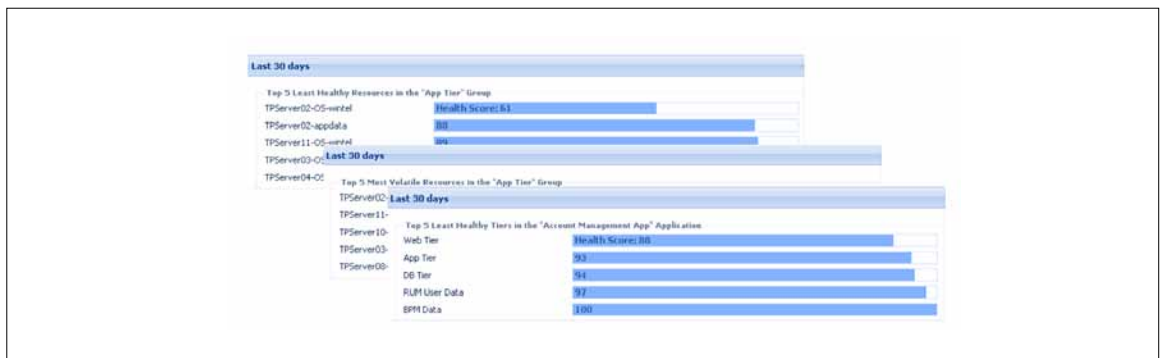 Last 30 days
Top 5 Least Healthy Resources in the "App Tier" Group
TPServer02-OS-wintel
Health Score: 61
TPServer02-appdata
88
TPServer11-OS-wintel
89
TPServer03-OS
TPServer04-OS
Last 30 days
Top 5 Most Volatile Resources in the "App Tier" Group
TPServer02-
TPServer11-
TPServer10-
TPServer03-
TPServer08-
Last 30 days
Top 5 Least Healthy Tiers in the "Account Management App" Application
Web Tier
Health Score: 88
App Tier
93
DB Tier
94
RUM User Data
97
BPM Data
100